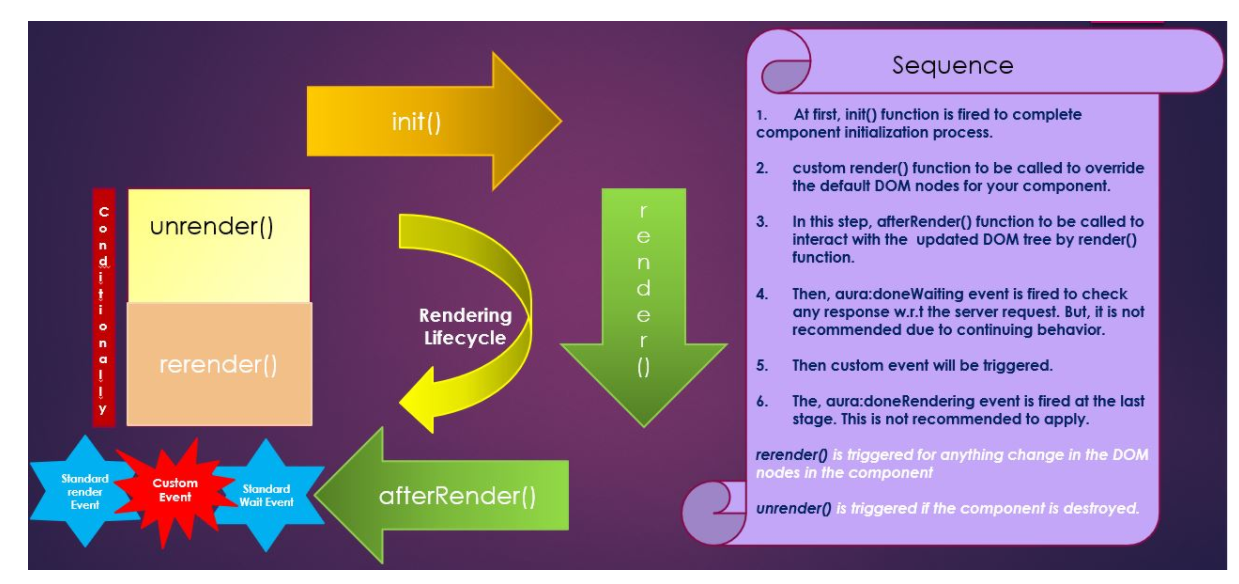 init()
Conditionally
unrender()
rerender()
Rendering
Lifecycle
render()
afterRender()
Standard
render
Event
Custom
Event
Standard
Wait Event
Sequence
1. At first, init() function is fired to complete
component initialization process.
2. custom render() function to be called to override
the default DOM nodes for your component.
3. In this step, afterRender() function to be called to
interact with the updated DOM tree by render()
function.
4. Then, aura:doneWaiting event is fired to check
any response w.r.t the server request. But, it is not
recommended due to continuing behavior.
5. Then custom event will be triggered.
6. The, aura:doneRendering event is fired at the last
stage. This is not recommended to apply.
rerender() is triggered for anything change in the DOM
nodes in the component
unrender() is triggered if the component is destroyed.